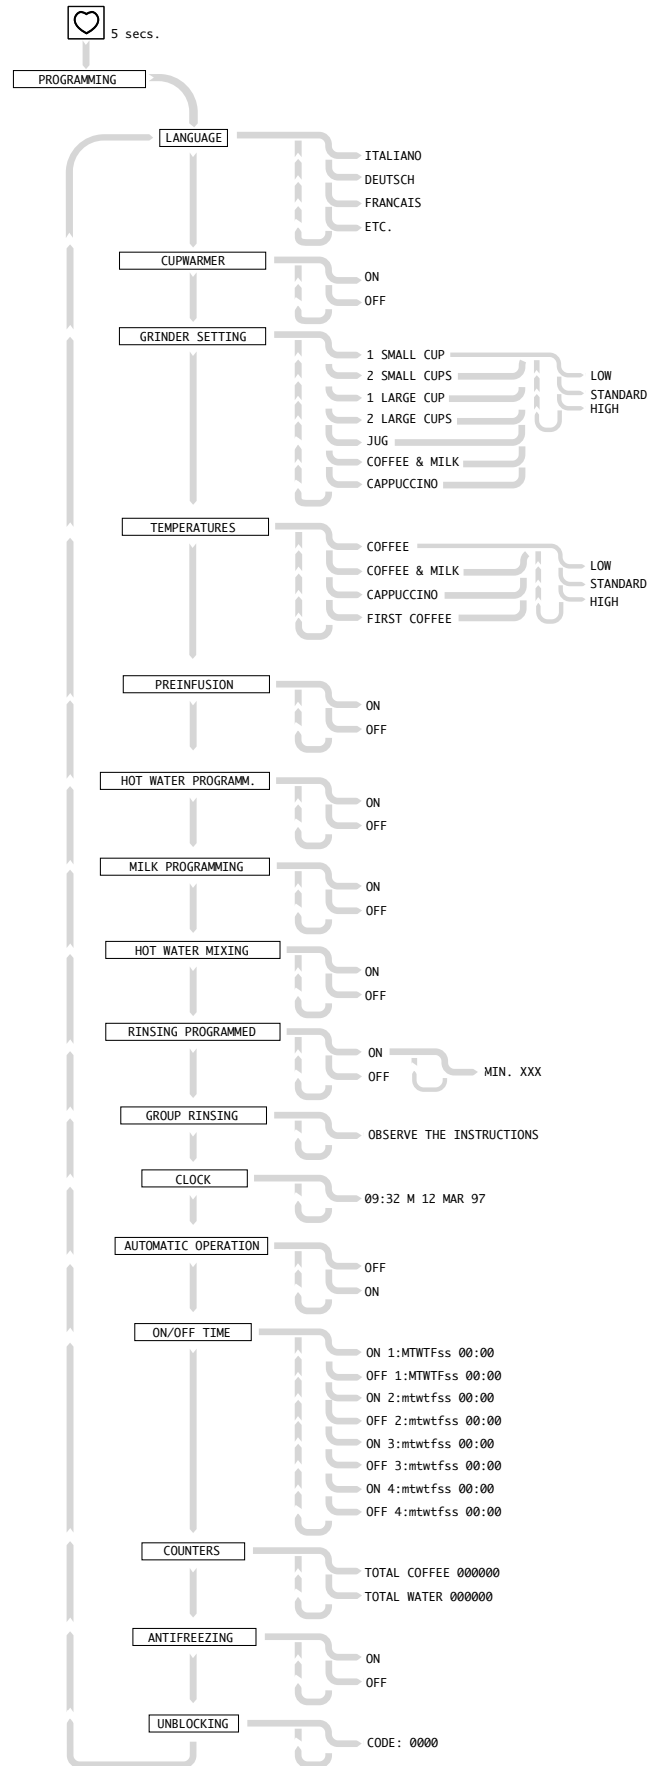 5 secs.
PROGRAMMING
LANGUAGE
ITALIANO
DEUTSCH
FRANCAIS
ETC.
CUPWARMER
ON
OFF
GRINDER SETTING
1 SMALL CUP
2 SMALL CUPS
1 LARGE CUP
2 LARGE CUPS
JUG
COFFEE & MILK
CAPPUCCINO
LOW
STANDARD
HIGH
TEMPERATURES
COFFEE
COFFEE & MILK
CAPPUCCINO
FIRST COFFEE
LOW
STANDARD
HIGH
PREINFUSION
ON
OFF
HOT WATER PROGRAMM.
ON
OFF
MILK PROGRAMMING
ON
OFF
HOT WATER MIXING
ON
OFF
RINSING PROGRAMMED
ON
OFF
MIN. XXX
GROUP RINSING
OBSERVE THE INSTRUCTIONS
CLOCK
09:32 M 12 MAR 97
AUTOMATIC OPERATION
OFF
ON
ON/OFF TIME
ON 1:MTWTFss 00:00
OFF 1:MTWTFss 00:00
ON 2:mtwtfss 00:00
OFF 2:mtwtfss 00:00
ON 3:mtwtfss 00:00
OFF 3:mtwtfss 00:00
ON 4:mtwtfss 00:00
OFF 4:mtwtfss 00:00
COUNTERS
TOTAL COFFEE 000000
TOTAL WATER 000000
ANTIFREEZING
ON
OFF
UNBLOCKING
CODE: 0000